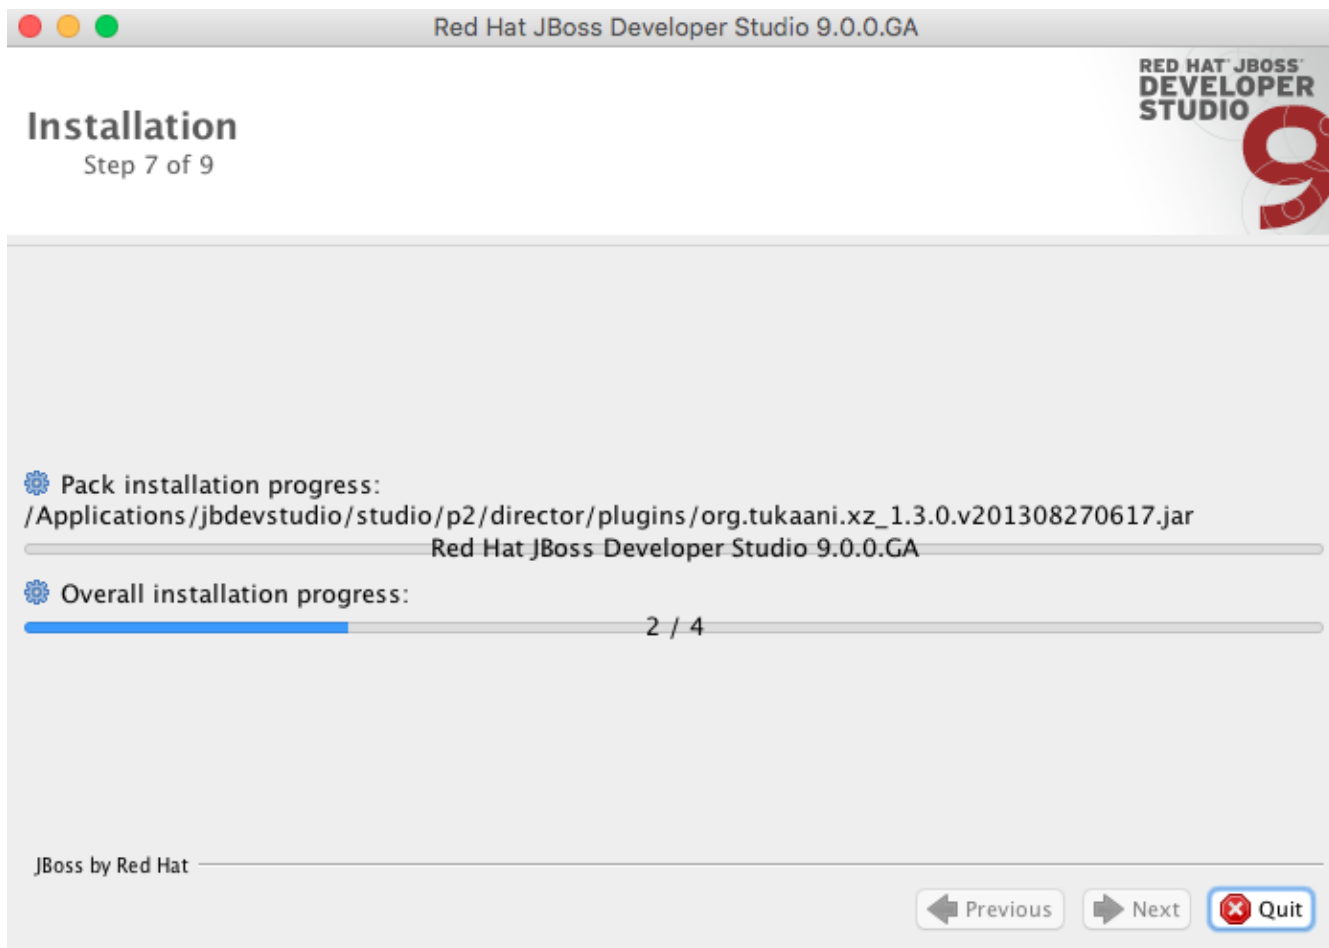 Red Hat JBoss Developer Studio 9.0.0.GA
RED HAT JBOSS
DEVELOPER
STUDIO
9
Installation
Step 7 of 9
Pack installation progress:
/Applications/jbdevstudio/studio/p2/director/plugins/org.tukaani.xz_1.3.0.v201308270617.jar
Red Hat JBoss Developer Studio 9.0.0.GA
Overall installation progress:
2 / 4
JBoss by Red Hat
Previous
Next
Quit